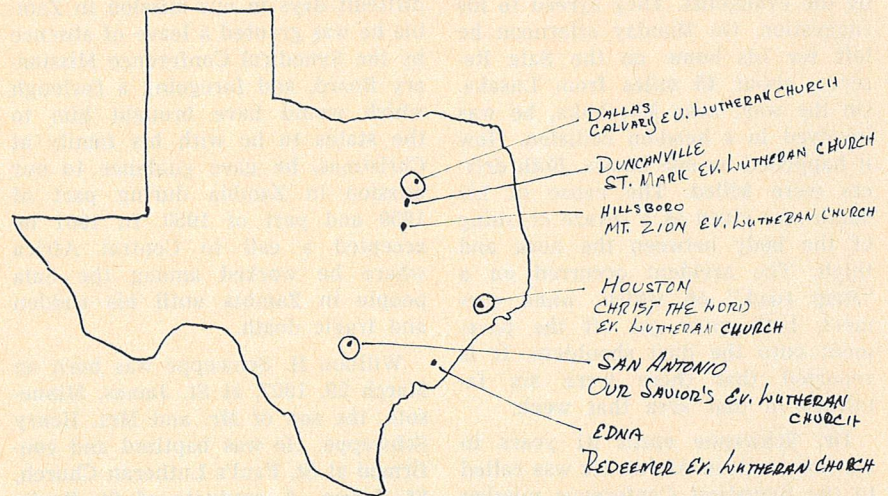 DALLAS
CALVARY EV. LUTHERAN CHURCH
DUNCANVILLE
ST. MARK EV. LUTHERAN CHURCH
HILLSBORO
MT. ZION EV. LUTHERAN CHURCH
HOUSTON
CHRIST THE LORD
EV. LUTHERAN CHURCH
SAN ANTONIO
OUR SAVIOR'S EV. LUTHERAN
CHURCH
EDNA
REDEEMER EV. LUTHERAN CHURCH